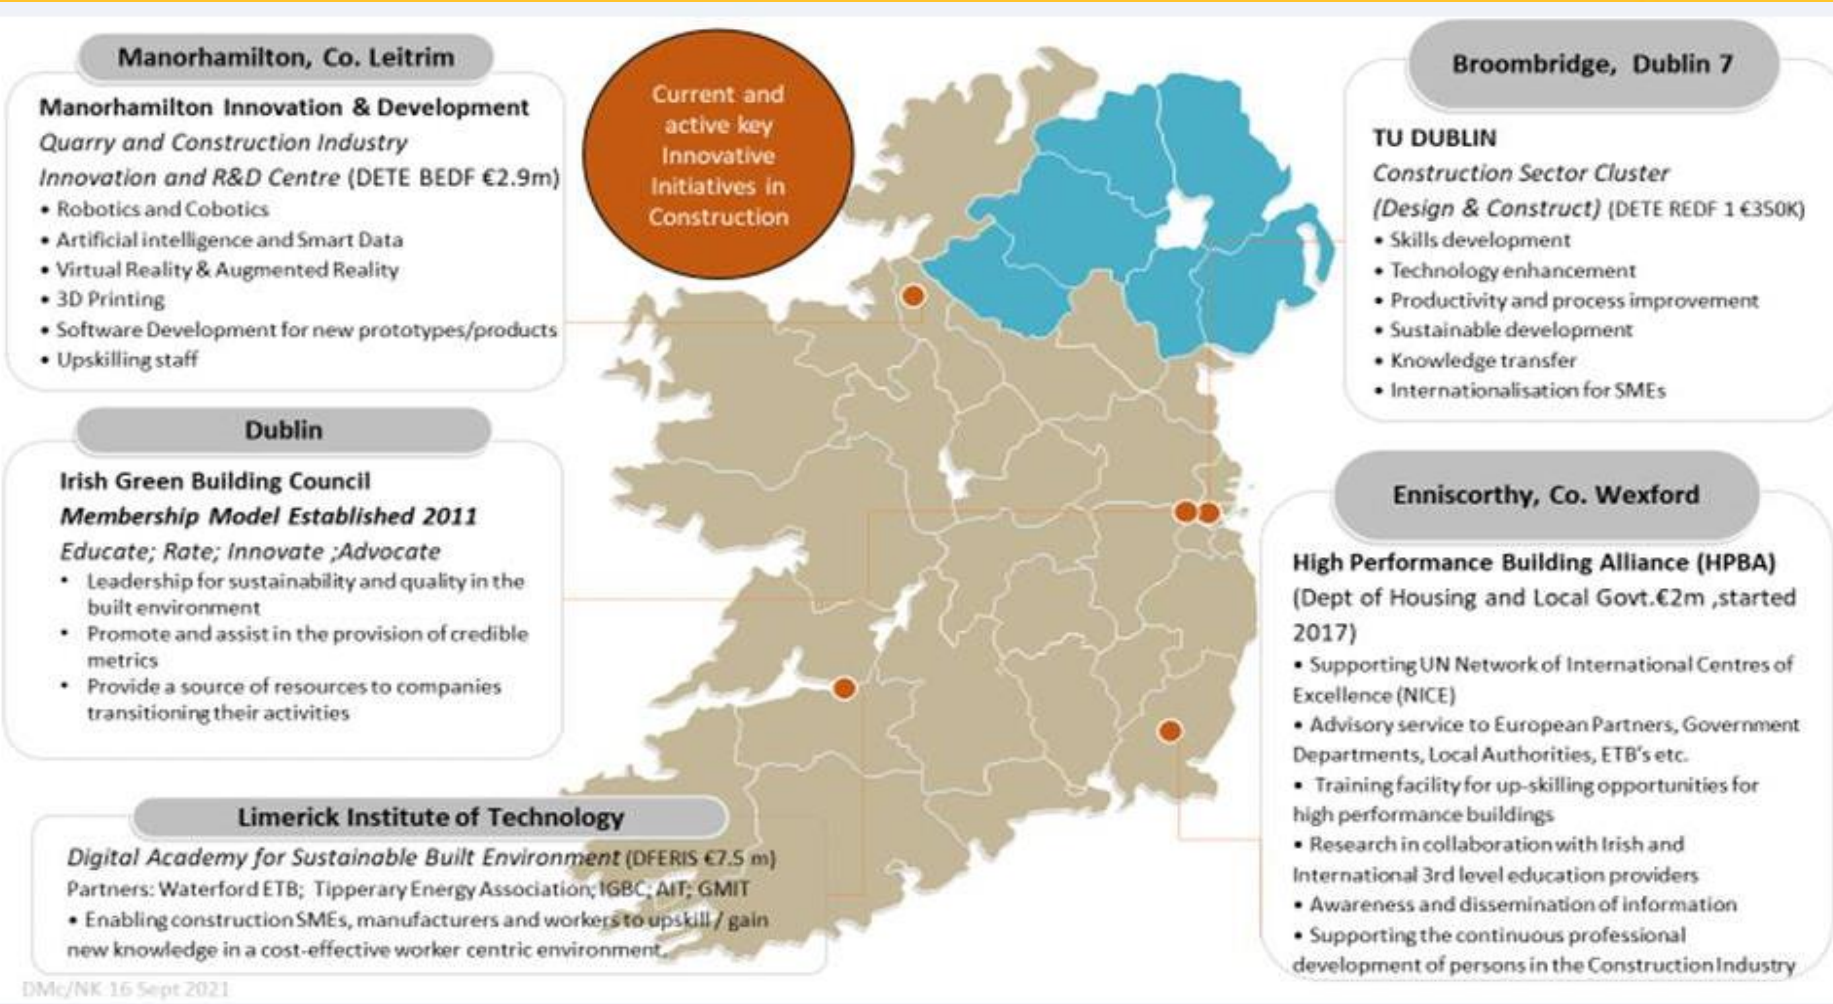 Manorhamilton, Co. Leitrim
Manorhamilton Innovation & Development
Quarry and Construction Industry
Innovation and R&D Centre (DETE BEDF €2.9m)
• Robotics and Cobotics
• Artificial intelligence and Smart Data
• Virtual Reality & Augmented Reality
• 3D Printing
• Software Development for new prototypes/products
• Upskilling staff
Dublin
Irish Green Building Council
Membership Model Established 2011
Educate; Rate; Innovate ;Advocate
• Leadership for sustainability and quality in the
built environment
• Promote and assist in the provision of credible
metrics
• Provide a source of resources to companies
transitioning their activities
Limerick Institute of Technology
Digital Academy for Sustainable Built Environment (DFERIS €7.5 m)
Partners: Waterford ETB; Tipperary Energy Association; IGBC; AIT; GMIT
• Enabling construction SMEs, manufacturers and workers to upskill / gain
new knowledge in a cost-effective worker centric environment.
DMc/NK 16 Sept 2021
Current and
active key
Innovative
Initiatives in
Construction
Broombridge, Dublin 7
TU DUBLIN
Construction Sector Cluster
(Design & Construct) (DETE REDF 1 €350K)
• Skills development
• Technology enhancement
• Productivity and process improvement
• Sustainable development
• Knowledge transfer
• Internationalisation for SMEs
Enniscorthy, Co. Wexford
High Performance Building Alliance (HPBA)
(Dept of Housing and Local Govt.€2m ,started
2017)
• Supporting UN Network of International Centres of
Excellence (NICE)
• Advisory service to European Partners, Government
Departments, Local Authorities, ETB's etc.
• Training facility for up-skilling opportunities for
high performance buildings
• Research in collaboration with Irish and
International 3rd level education providers
• Awareness and dissemination of information
• Supporting the continuous professional
development of persons in the Construction Industry